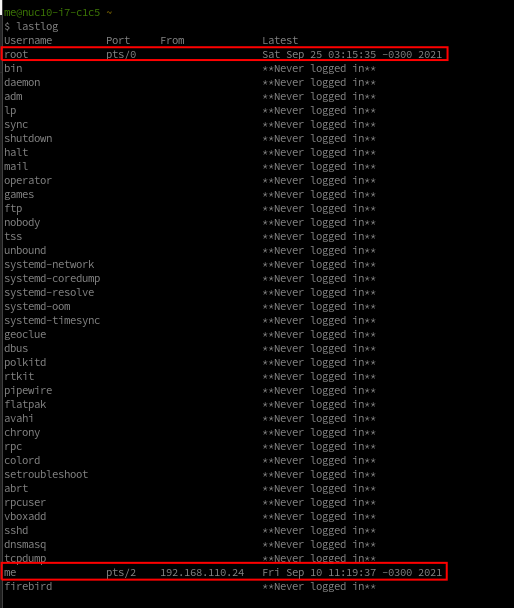 me@nuc10-i7-c1c5 ~
$ lastlog
Username         Port     From             Latest
root             pts/0                     Sat Sep 25 03:15:35 -0300 2021
bin                                        **Never logged in**
daemon                                     **Never logged in**
adm                                        **Never logged in**
lp                                         **Never logged in**
sync                                       **Never logged in**
shutdown                                   **Never logged in**
halt                                       **Never logged in**
mail                                       **Never logged in**
operator                                   **Never logged in**
games                                      **Never logged in**
ftp                                        **Never logged in**
nobody                                     **Never logged in**
tss                                        **Never logged in**
unbound                                    **Never logged in**
systemd-network                            **Never logged in**
systemd-coredump                           **Never logged in**
systemd-resolve                            **Never logged in**
systemd-oom                                **Never logged in**
systemd-timesync                           **Never logged in**
geoclue                                    **Never logged in**
dbus                                       **Never logged in**
polkitd                                    **Never logged in**
rtkit                                      **Never logged in**
pipewire                                   **Never logged in**
flatpak                                    **Never logged in**
avahi                                      **Never logged in**
chrony                                     **Never logged in**
rpc                                        **Never logged in**
colord                                     **Never logged in**
setroubleshoot                             **Never logged in**
abrt                                       **Never logged in**
rpcuser                                    **Never logged in**
vboxadd                                    **Never logged in**
sshd                                       **Never logged in**
dnsmasq                                    **Never logged in**
tcpdump                                    **Never logged in**
me               pts/2    192.168.110.24   Fri Sep 10 11:19:37 -0300 2021
firebird                                   **Never logged in**